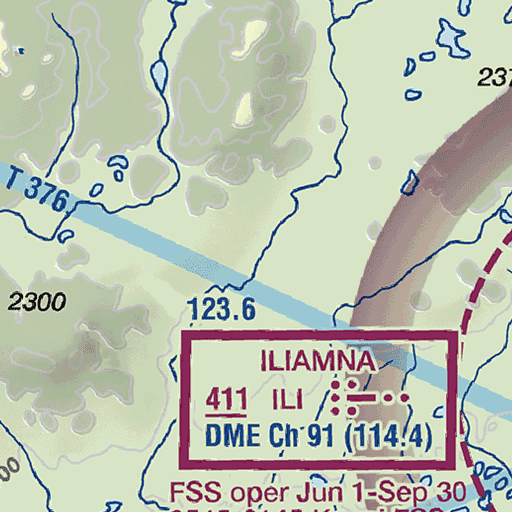 237
T 376
2300
123.6
ILIAMNA
411 ILI
DME Ch 91 (114.4)
00
FSS oper Jun 1-Sep 30